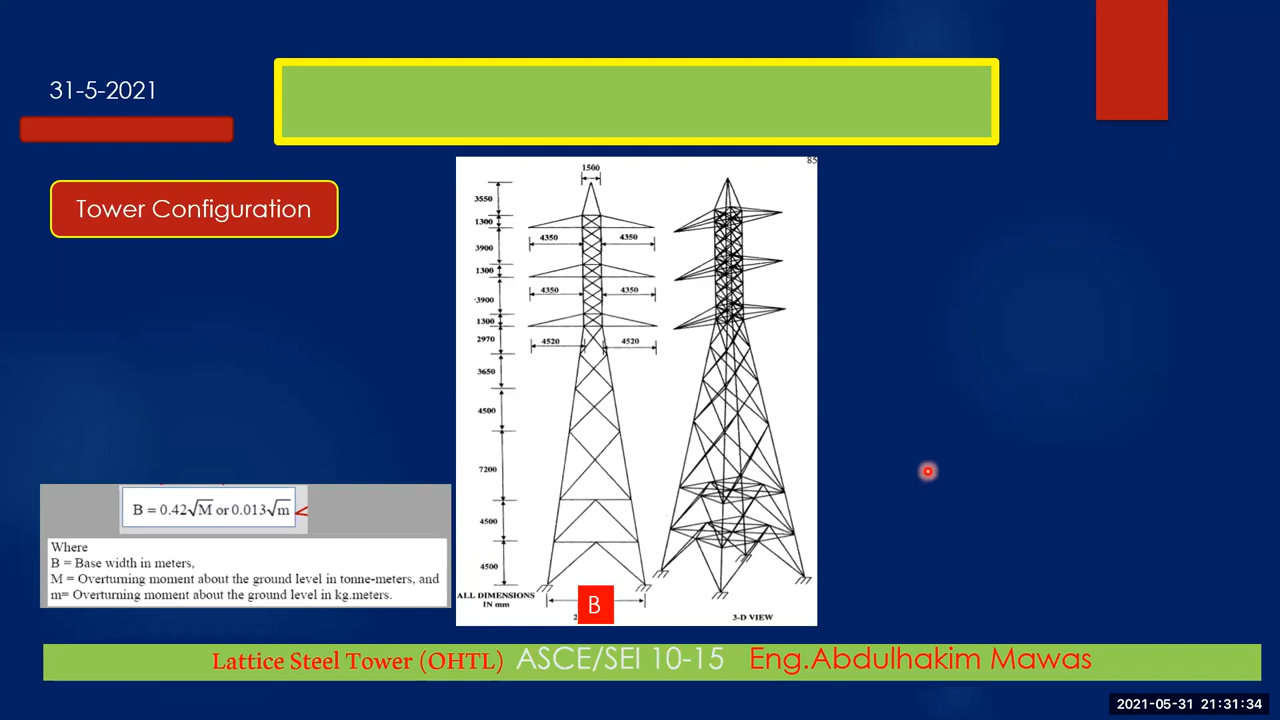 31-5-2021
Tower Configuration
85
1500
3550
1300
3900
1300
3900
1300
2970
3650
4500
7200
4500
4500
4350 4350
4350 4350
4520 4520
ALL DIMENSIONS
IN mm
B
2
3-D VIEW
B = 0.42√M or 0.013√m
Where
B = Base width in meters,
M = Overturning moment about the ground level in tonne-meters, and
m= Overturning moment about the ground level in kg.meters.
Lattice Steel Tower (OHTL) ASCE/SEI 10-15 Eng.Abdulhakim Mawas
2021-05-31 21:31:34